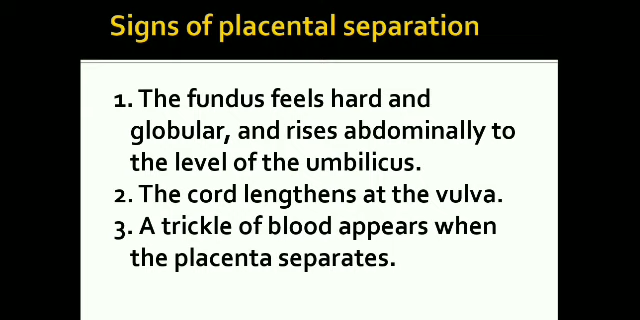 Signs of placental separation
1. The fundus feels hard and
globular, and rises abdominally to
the level of the umbilicus.
2. The cord lengthens at the vulva.
3. A trickle of blood appears when
the placenta separates.